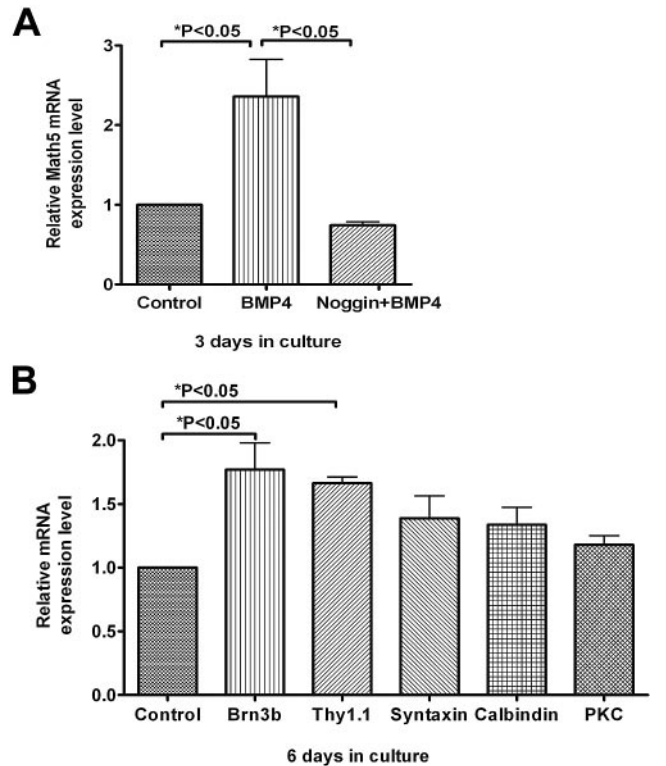 A
*P<0.05 *P<0.05
Relative Math5 mRNA
expression level
3
2
1
0
Control BMP4 Noggin+BMP4
3 days in culture
B
*P<0.05
*P<0.05
Relative mRNA
expression level
2.0
1.5
1.0
0.5
0.0
Control Brn3b Thy1.1 Syntaxin Calbindin PKC
6 days in culture